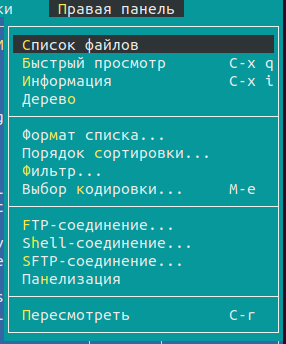 ки Правая панель
Список файлов
Быстрый просмотр C-x q
Информация C-x i
Дерево
Формат списка...
Порядок сортировки...
Фильтр...
Выбор кодировки... M-e
FTP-соединение...
Shell-соединение...
SFTP-соединение...
Панелизация
Пересмотреть C-r